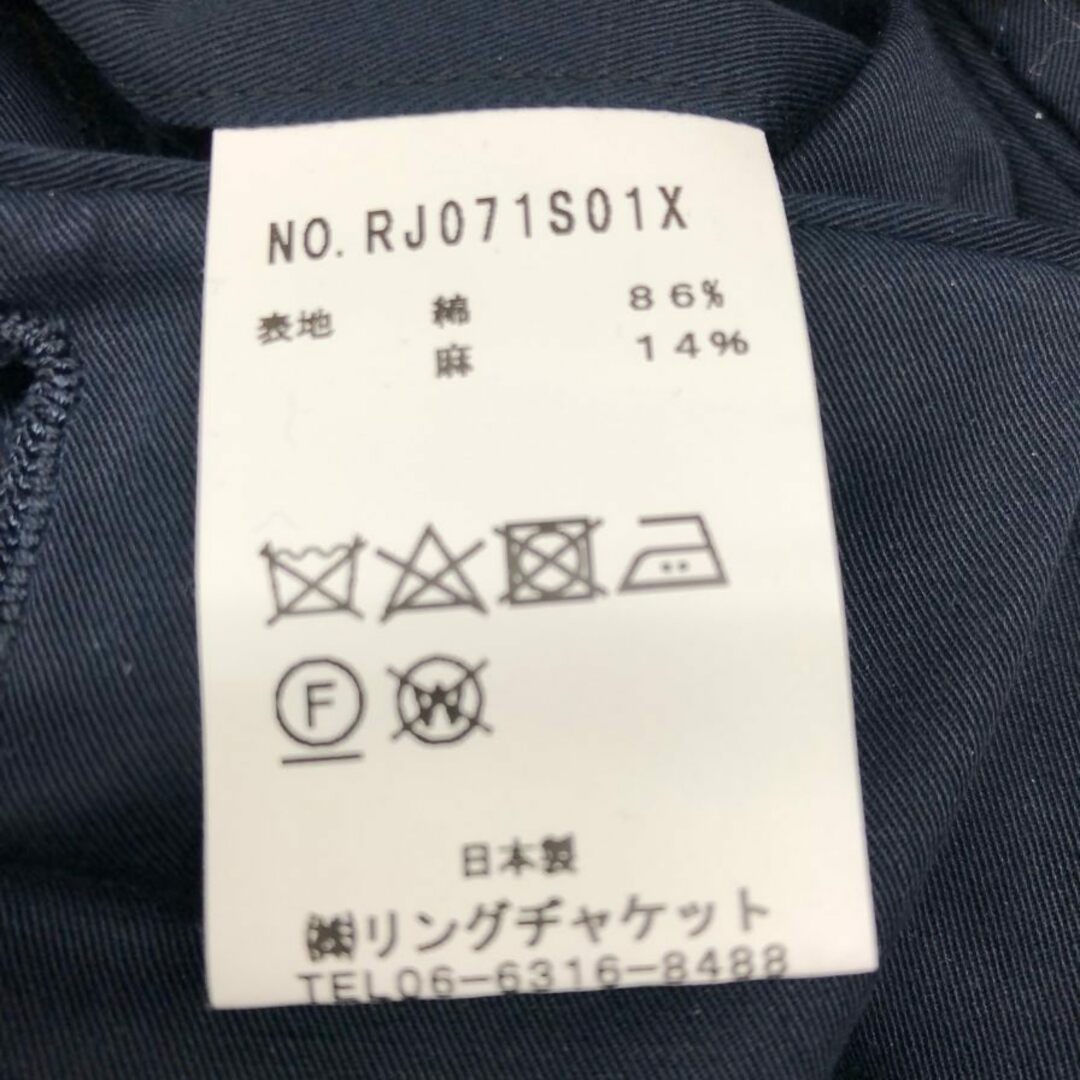 NO. RJ071S01X
表地 綿 86%
麻 14%
F
W
日本製
㈱リングヂャケット
TEL06-6316-8488